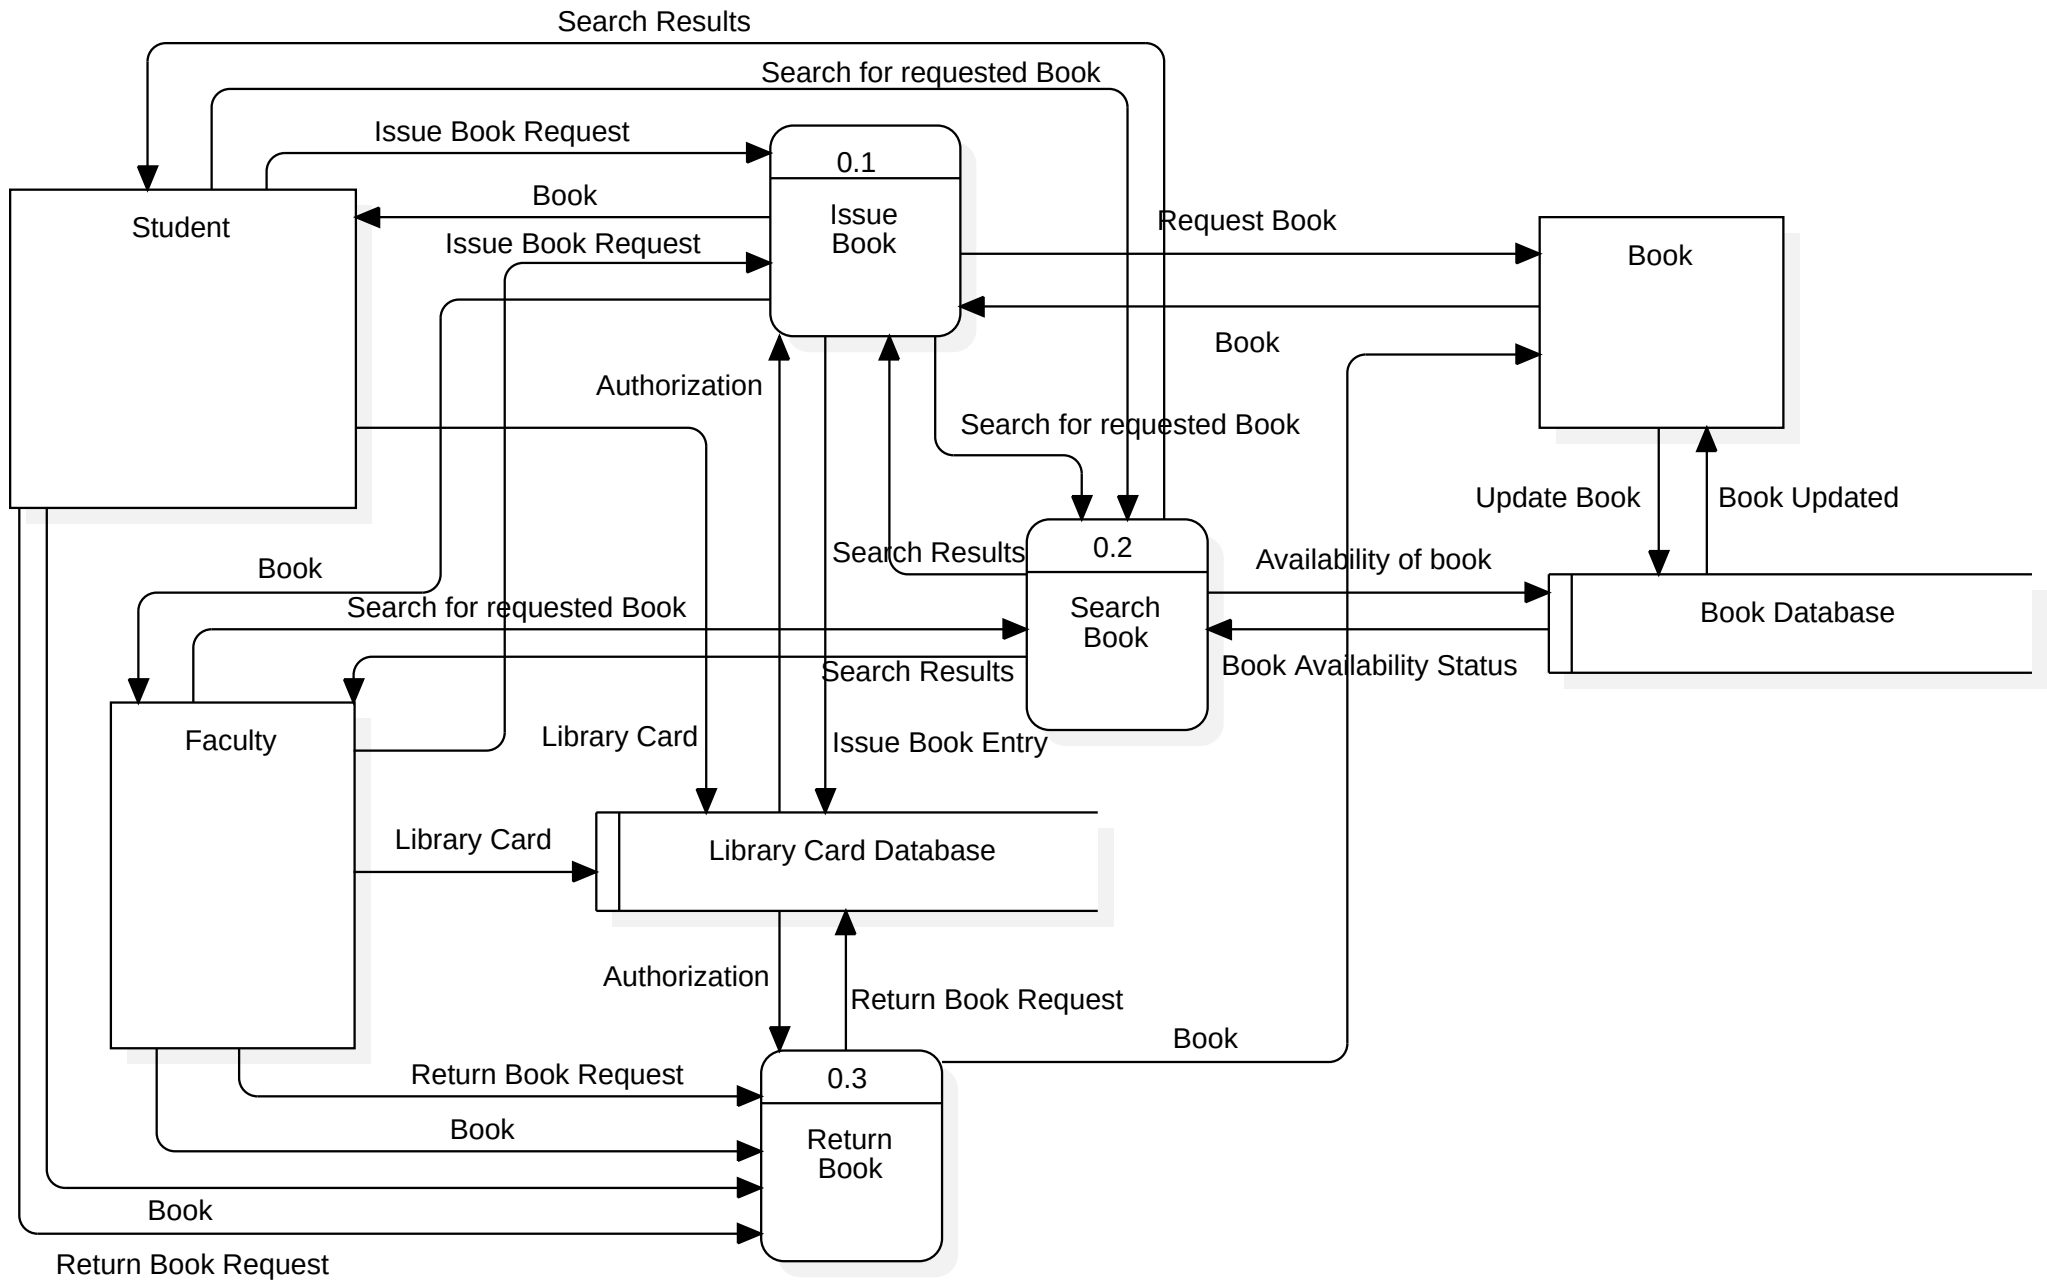 Search Results
Search for requested Book
Issue Book Request
0.1
Book
Issue
Book
Request Book
Student
Issue Book Request
Book
Book
Authorization
Search for requested Book
Update Book
Book Updated
0.2
Search Results
Availability of book
Book
Search for requested Book
Search
Book
Book Database
Search Results
Book Availability Status
Faculty
Library Card
Issue Book Entry
Library Card
Library Card Database
Authorization
Return Book Request
Book
Return Book Request
0.3
Book
Return
Book
Book
Return Book Request